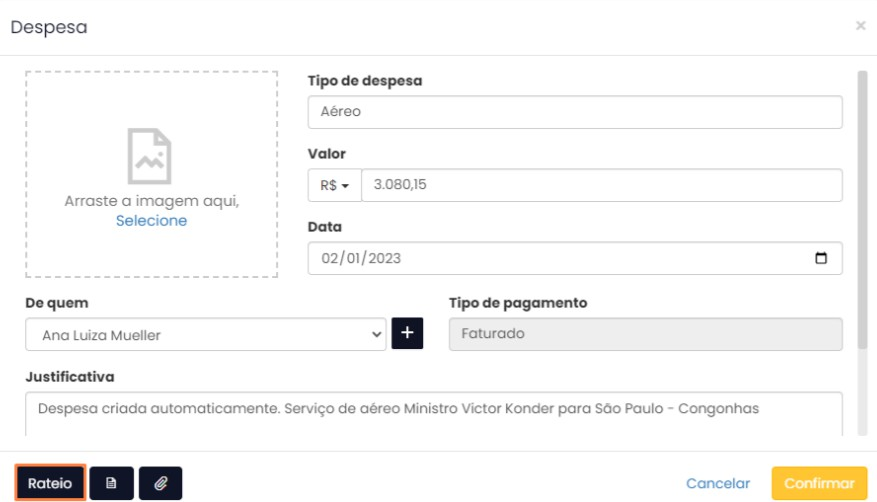 Despesa
×
Arraste a imagem aqui,
Selecione
Tipo de despesa
Aéreo
Valor
R$ 3.080,15
Data
02/01/2023
De quem
Ana Luiza Mueller
+
Tipo de pagamento
Faturado
Justificativa
Despesa criada automaticamente. Serviço de aéreo Ministro Victor Konder para São Paulo - Congonhas
Rateio
Cancelar
Confirmar